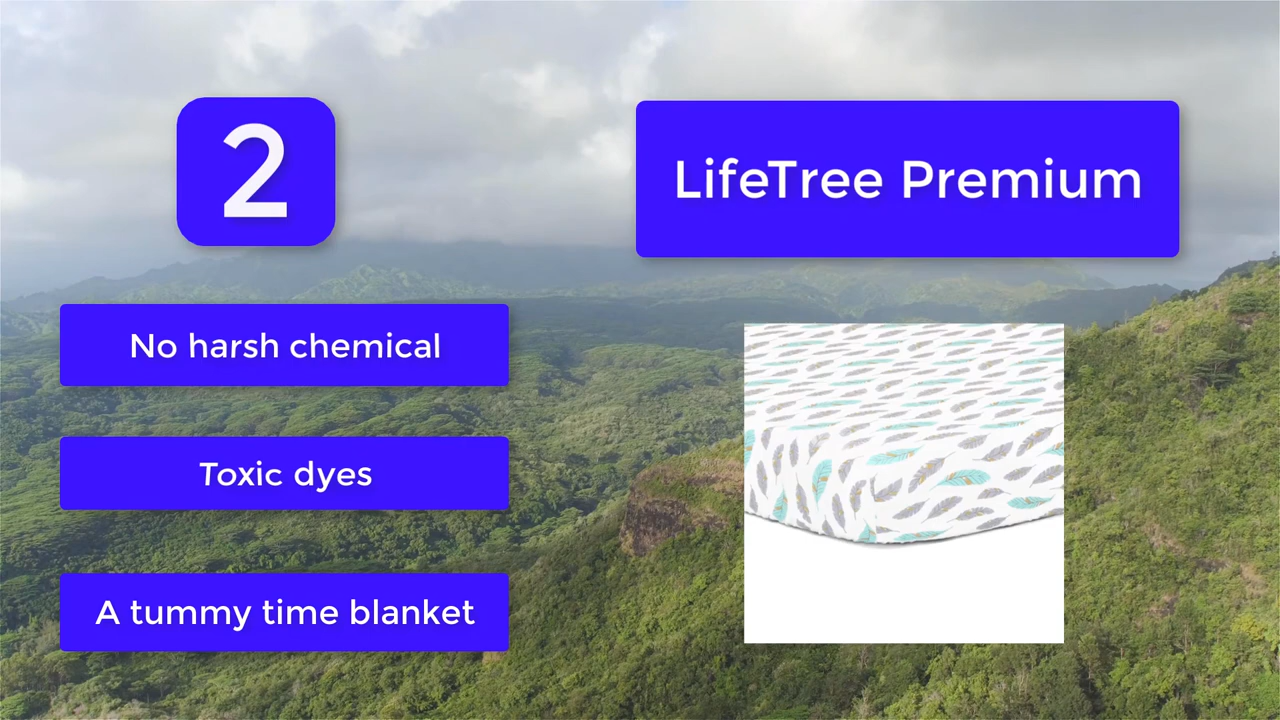 2
LifeTree Premium
No harsh chemical
Toxic dyes
A tummy time blanket